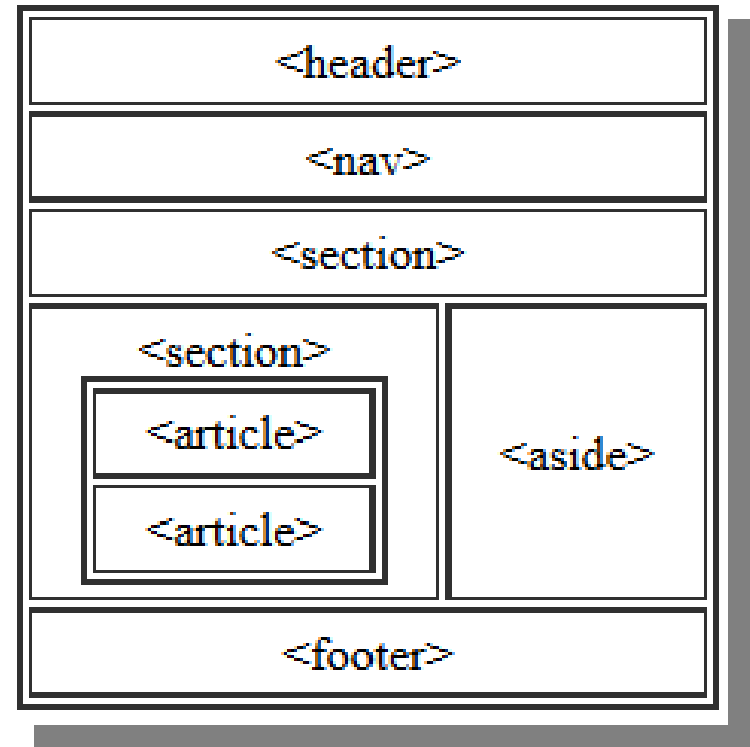 <header>
<nav>
<section>
<section>
<article>
<article>
<aside>
<footer>